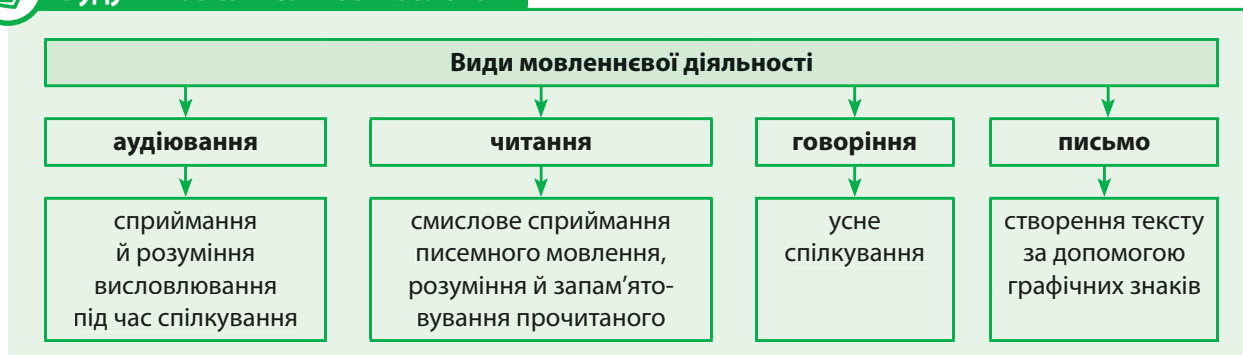 Види мовленнєвої діяльності
аудіювання
читання
говоріння
письмо
сприймання
й розуміння
висловлювання
під час спілкування
смислове сприймання
писемного мовлення,
розуміння й запам'ято-
вування прочитаного
усне
спілкування
створення тексту
за допомогою
графічних знаків